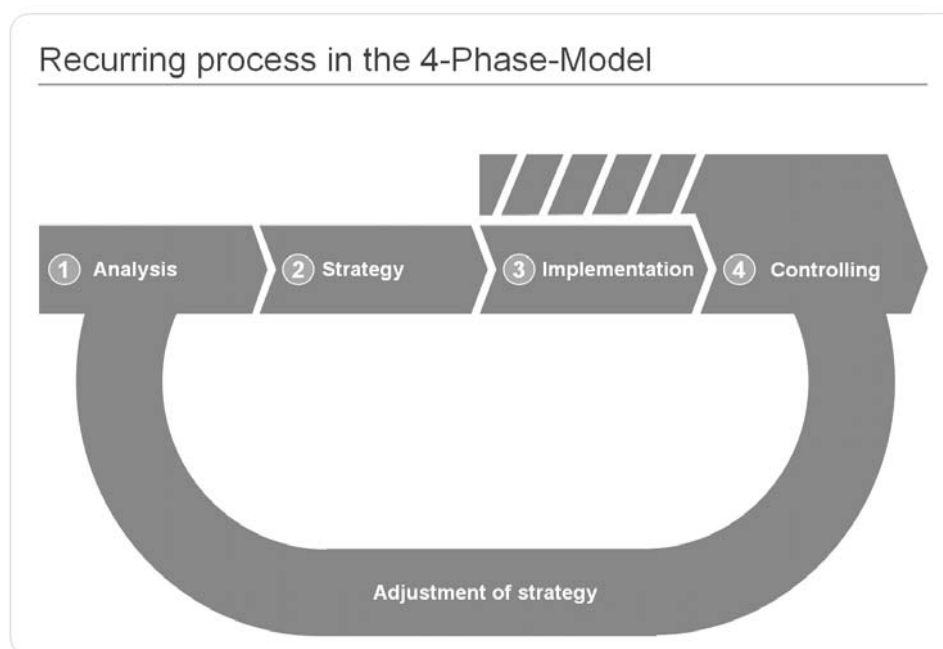 Recurring process in the 4-Phase-Model
1 Analysis
2 Strategy
3 Implementation
4 Controlling
Adjustment of strategy